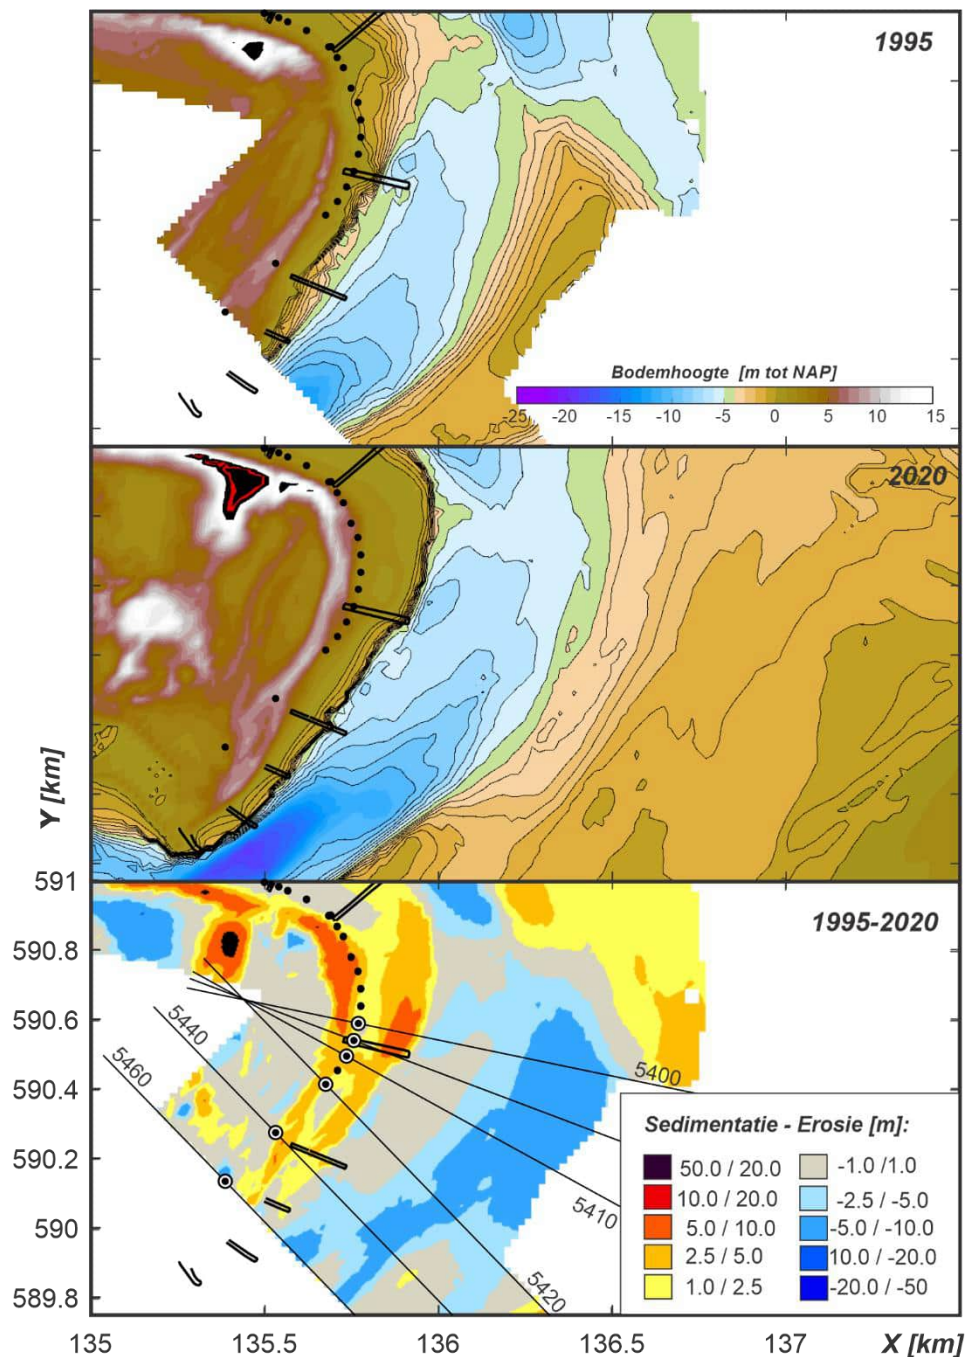 1995
Bodemhoogte [m tot NAP]
-25 -20 -15 -10 -5 0 5 10 15
2020
Y [km]
591
590.8
590.6
590.4
590.2
590
589.8
1995-2020
5440
5460
5400
5410
5420
Sedimentatie - Erosie [m]:
50.0 / 20.0 -1.0 /1.0
10.0 / 20.0 -2.5 / -5.0
5.0 / 10.0 -5.0 / -10.0
2.5 / 5.0 10.0 / -20.0
1.0 / 2.5 -20.0 / -50
135 135.5 136 136.5 137 X [km]